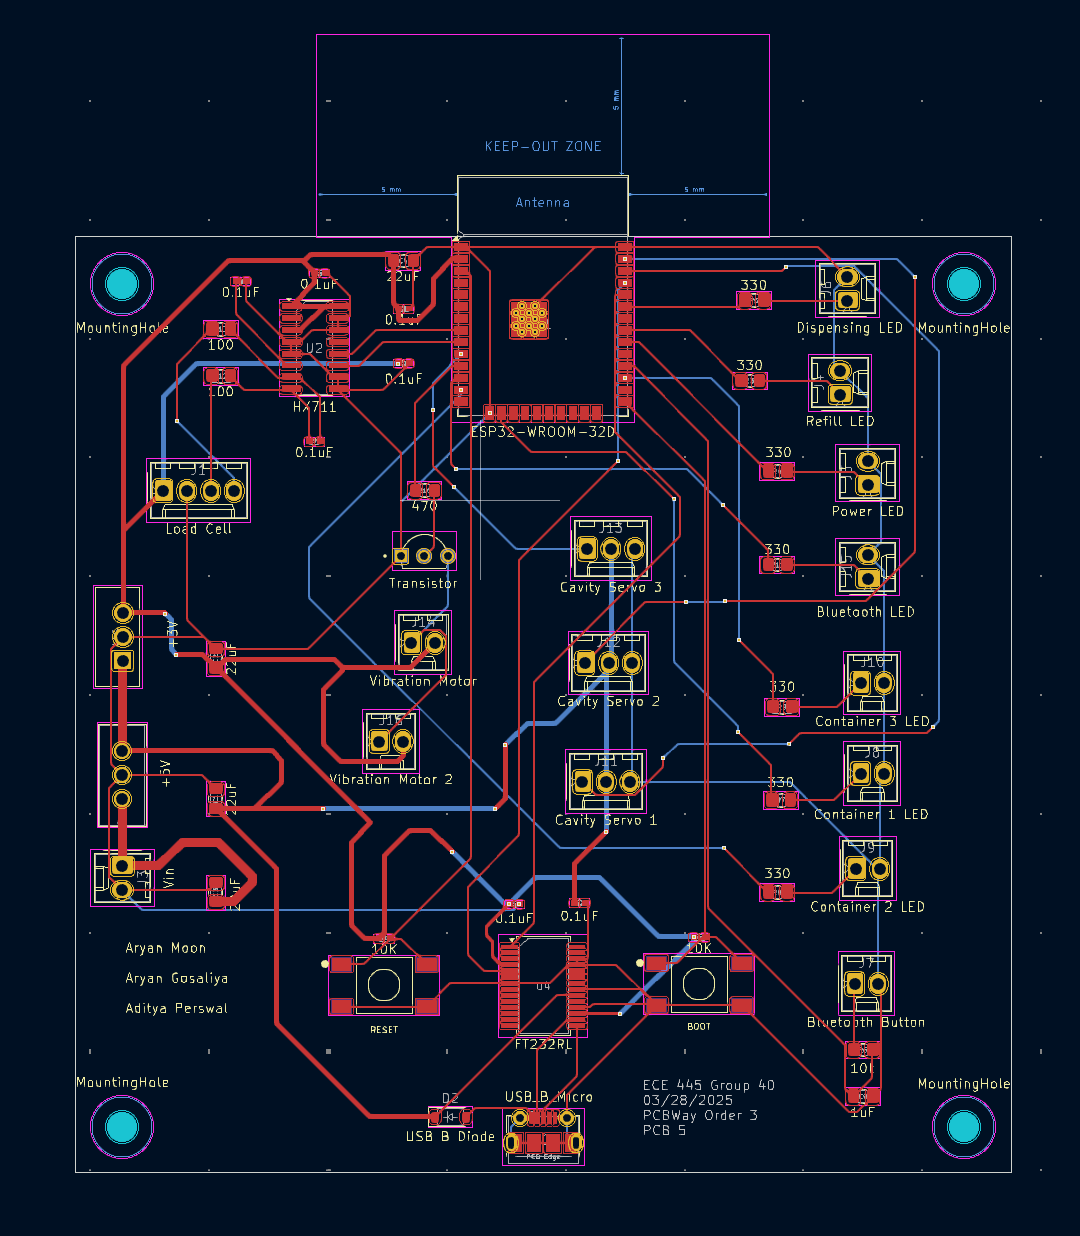 5 mm
KEEP-OUT ZONE
5 mm
5 mm
Antenna
22uF
0.1uF
0.1uF
0.1uF
330
MountingHole
Dispensing LED
MountingHole
100
U2
330
0.1uF
100
HX711
Refill LED
ESP32-WROOM-32D
0.1uF
330
J1
470
Power LED
Load Cell
J13
330
J15
Transistor
Cavity Servo 3
Bluetooth LED
J14
+3V
J12
22uF
J10
Vibration Motor
330
Cavity Servo 2
J16
Container 3 LED
J11
J8
+5V
Vibration Motor 2
330
22uF
Cavity Servo 1
Container 1 LED
J9
J3
Vin
330
22uF
Container 2 LED
0.1uF
0.1uF
Aryan Moon
10K
10K
J7
Aryan Gosaliya
U4
Aditya Perswal
RESET
BOOT
Bluetooth Button
FT232RL
10K
MountingHole
ECE 445 Group 40
MountingHole
03/28/2025
PCBWay Order 3
PCB 5
D2
USB_B_Micro
1uF
USB B Diode
PCB Edge